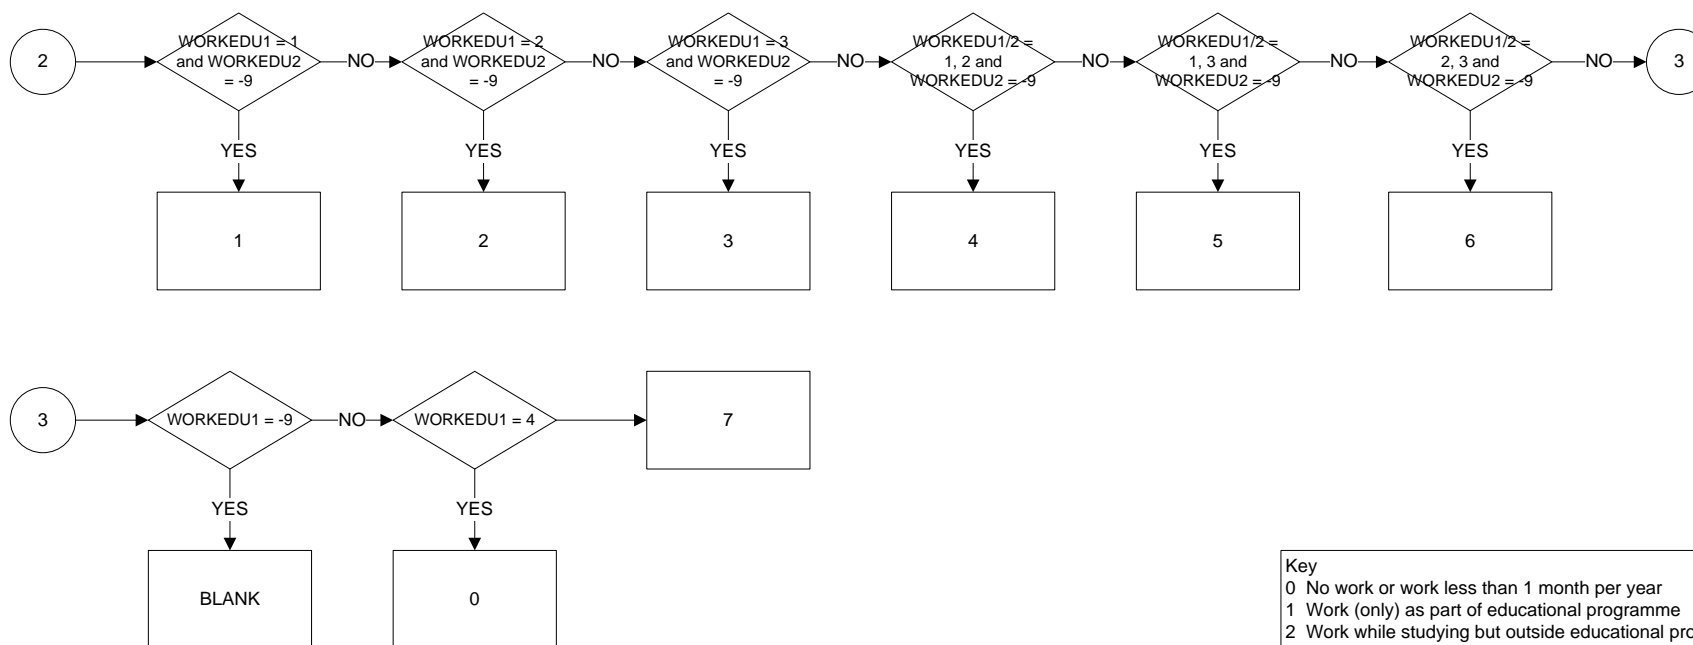 2
WORKEDU1 = 1
and WORKEDU2
= -9
NO
WORKEDU1 = 2
and WORKEDU2
= -9
NO
WORKEDU1 = 3
and WORKEDU2
= -9
NO
WORKEDU1/2 =
1, 2 and
WORKEDU2 = -9
NO
WORKEDU1/2 =
1, 3 and
WORKEDU2 = -9
NO
WORKEDU1/2 =
2, 3 and
WORKEDU2 = -9
NO
3
YES
YES
YES
YES
YES
YES
1
2
3
4
5
6
3
WORKEDU1 = -9
NO
WORKEDU1 = 4
7
YES
YES
BLANK
0
Key
0 No work or work less than 1 month per year
1 Work (only) as part of educational programme
2 Work while studying but outside educational pro